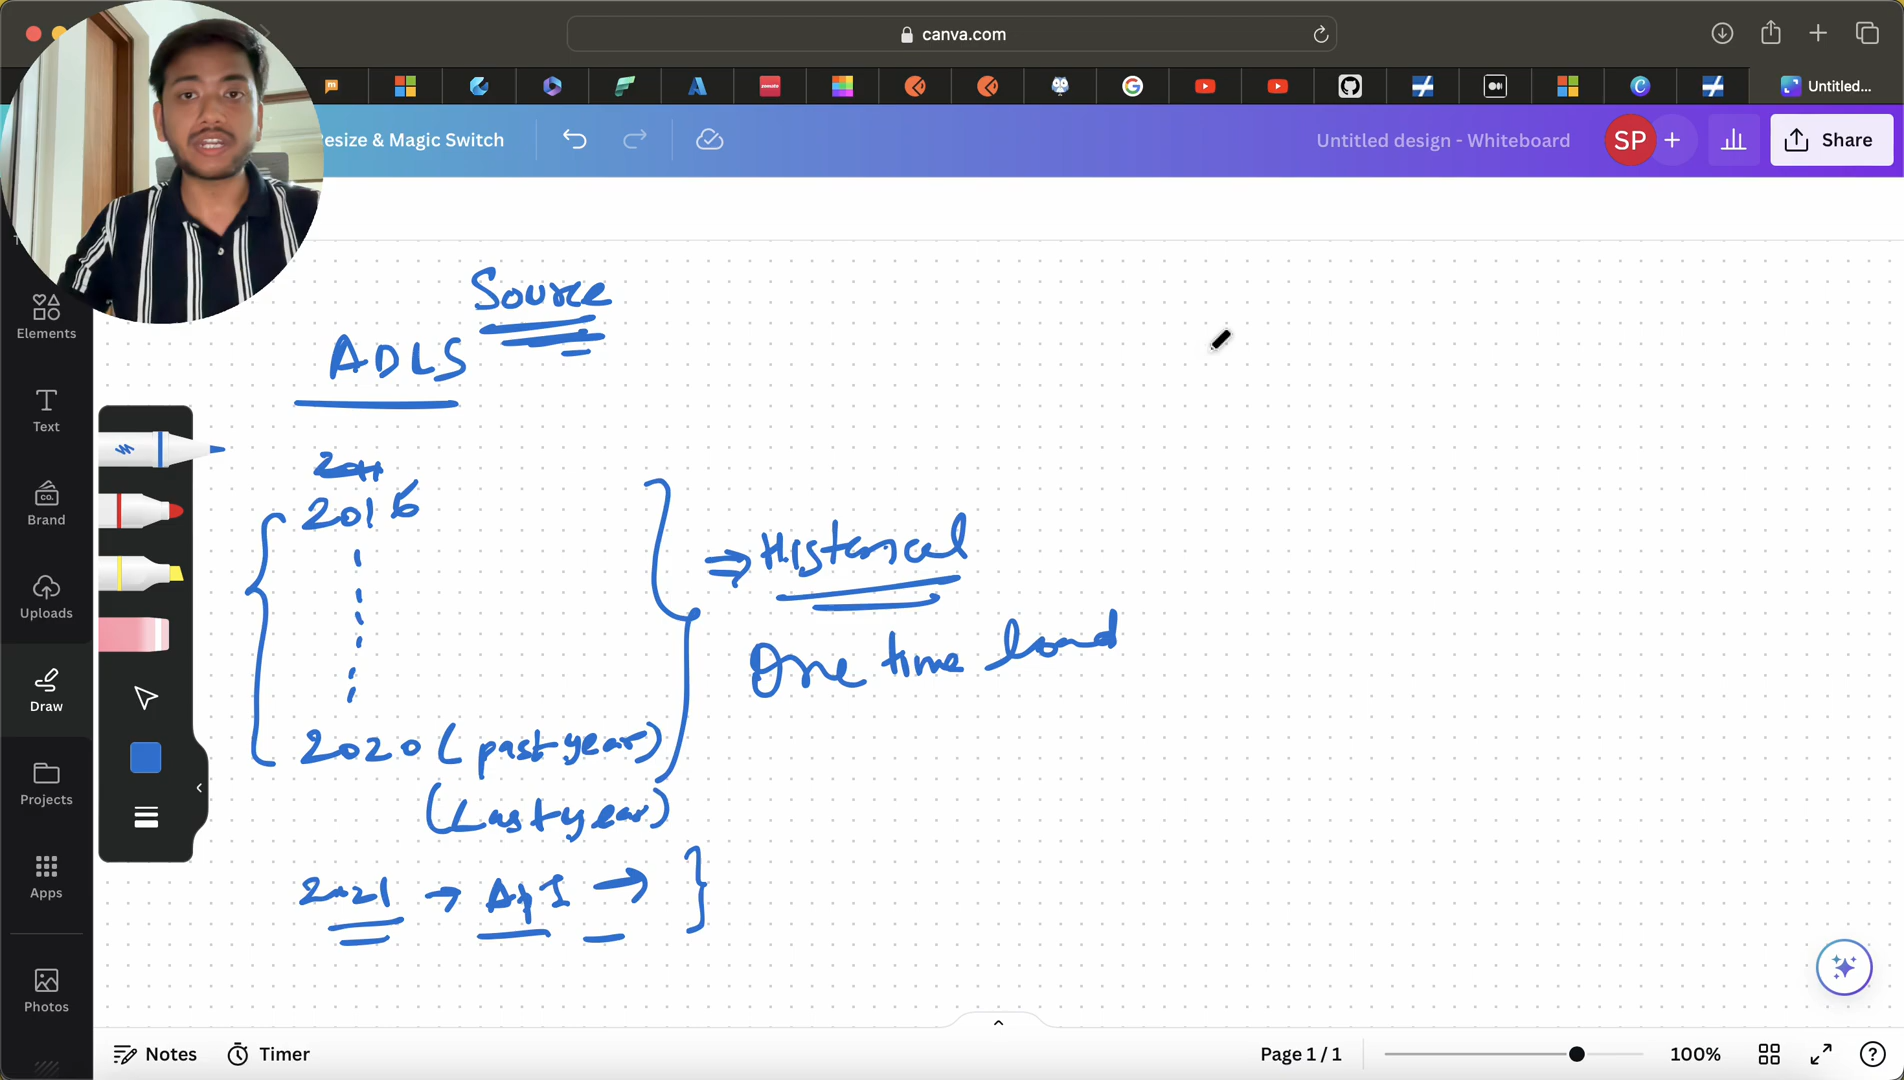 canva.com
Untitled...
esize & Magic Switch
Untitled design - Whiteboard
SP
Share
Source
ADLS
2016
⇒ Historical
One time load
2020 (past year)
(Last year)
2021 → API →
Elements
Text
CO.
Brand
Uploads
Draw
Projects
Apps
Photos
Notes
Timer
Page 1 / 1
100%